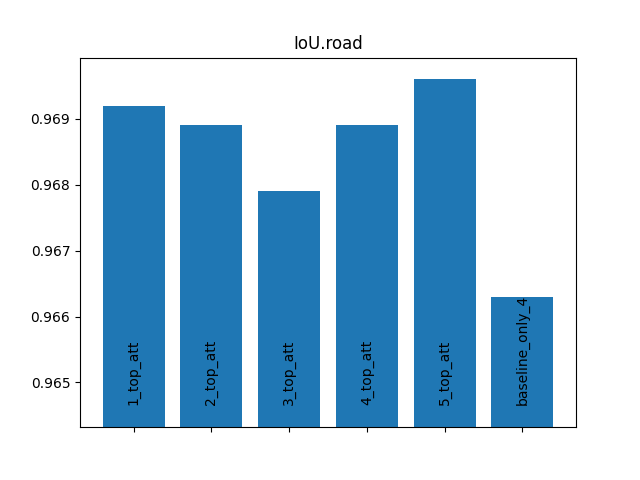 IoU.road
0.969
0.968
0.967
0.966
0.965
1_top_att
2_top_att
3_top_att
4_top_att
5_top_att
baseline_only_4